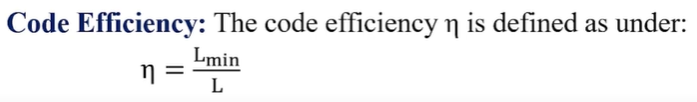 Code Efficiency: The code efficiency η is defined as under:
η = Lmin / L